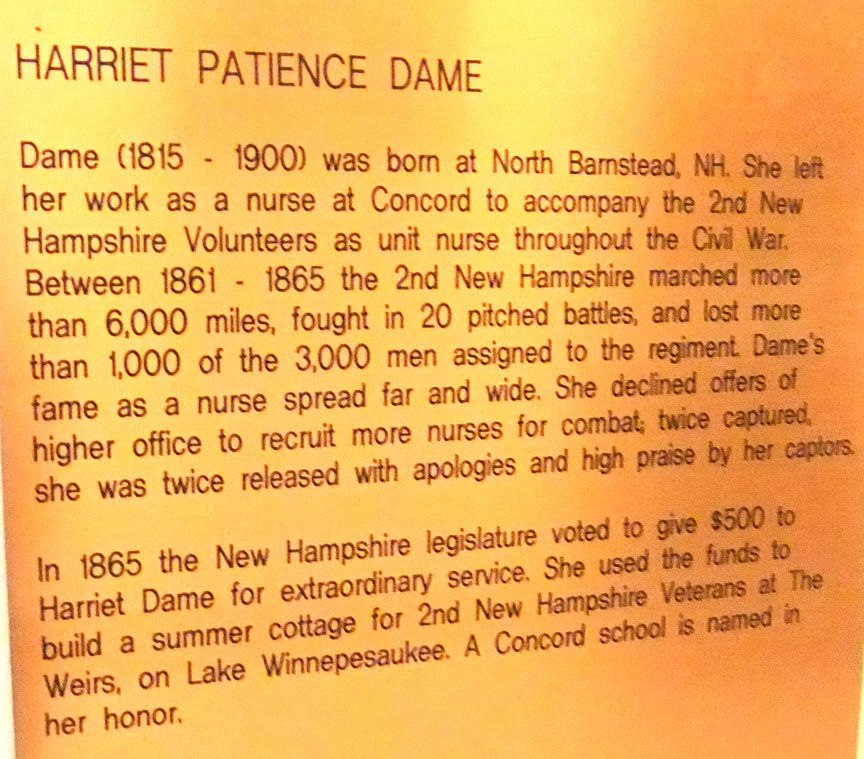 HARRIET PATIENCE DAME
Dame (1815 - 1900) was born at North Barnstead, NH. She left
her work as a nurse at Concord to accompany the 2nd New
Hampshire Volunteers as unit nurse throughout the Civil War.
Between 1861 - 1865 the 2nd New Hampshire marched more
than 6,000 miles, fought in 20 pitched battles, and lost more
than 1,000 of the 3,000 men assigned to the regiment. Dame's
fame as a nurse spread far and wide. She declined offers of
higher office to recruit more nurses for combat; twice captured,
she was twice released with apologies and high praise by her captors.
In 1865 the New Hampshire legislature voted to give $500 to
Harriet Dame for extraordinary service. She used the funds to
build a summer cottage for 2nd New Hampshire Veterans at The
Weirs, on Lake Winnepesaukee. A Concord school is named in
her honor.